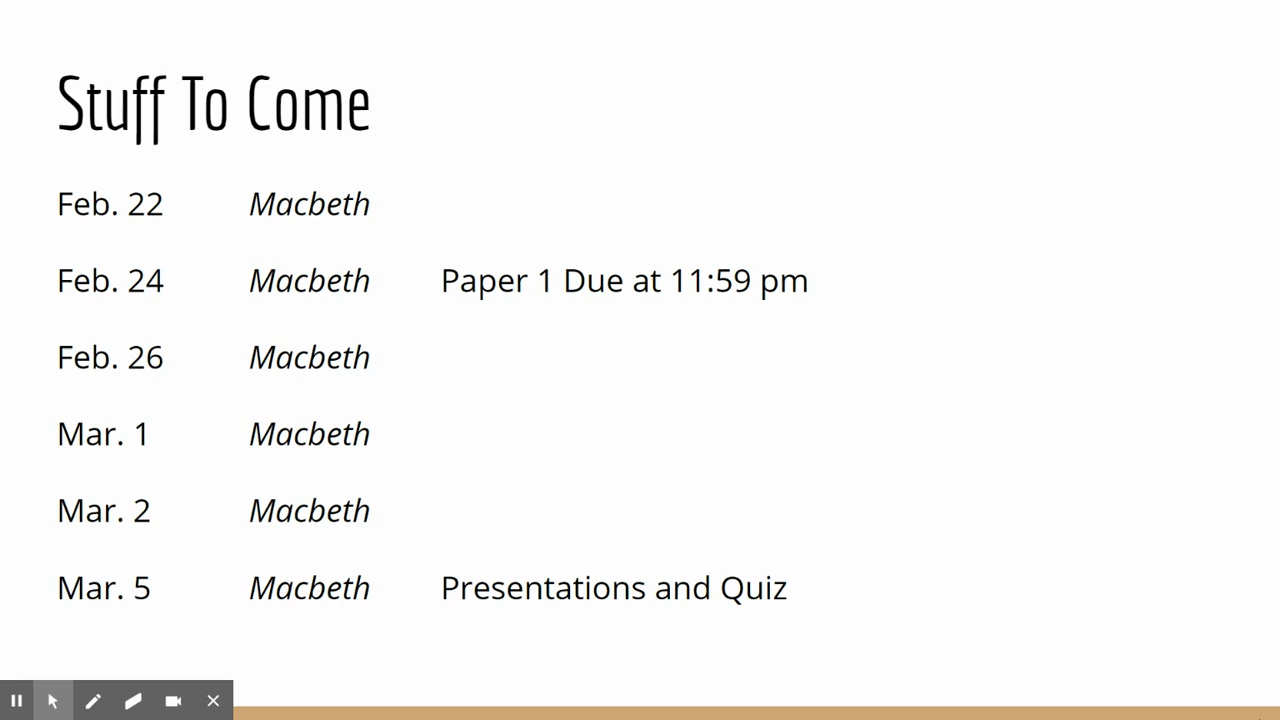 Stuff To Come
Feb. 22 Macbeth
Feb. 24 Macbeth Paper 1 Due at 11:59 pm
Feb. 26 Macbeth
Mar. 1 Macbeth
Mar. 2 Macbeth
Mar. 5 Macbeth Presentations and Quiz